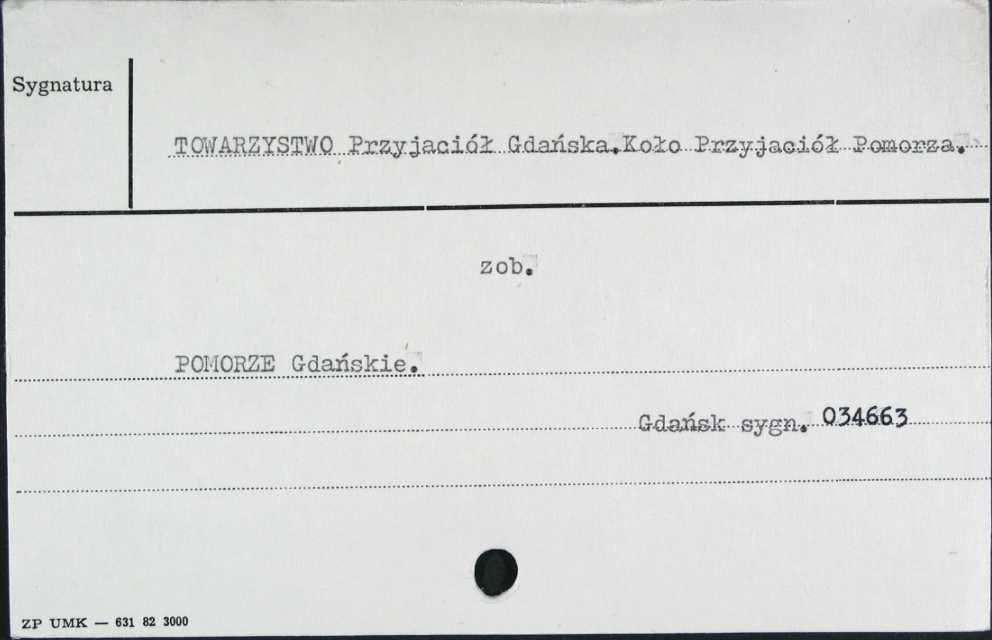 Sygnatura
TOWARZYSTWO Przyjaciół Gdańska.Koło Przyjaciół Pomorza.
zob.
POMORZE Gdańskie.
Gdańsk sygn. 034663
ZP UMK — 631 82 3000